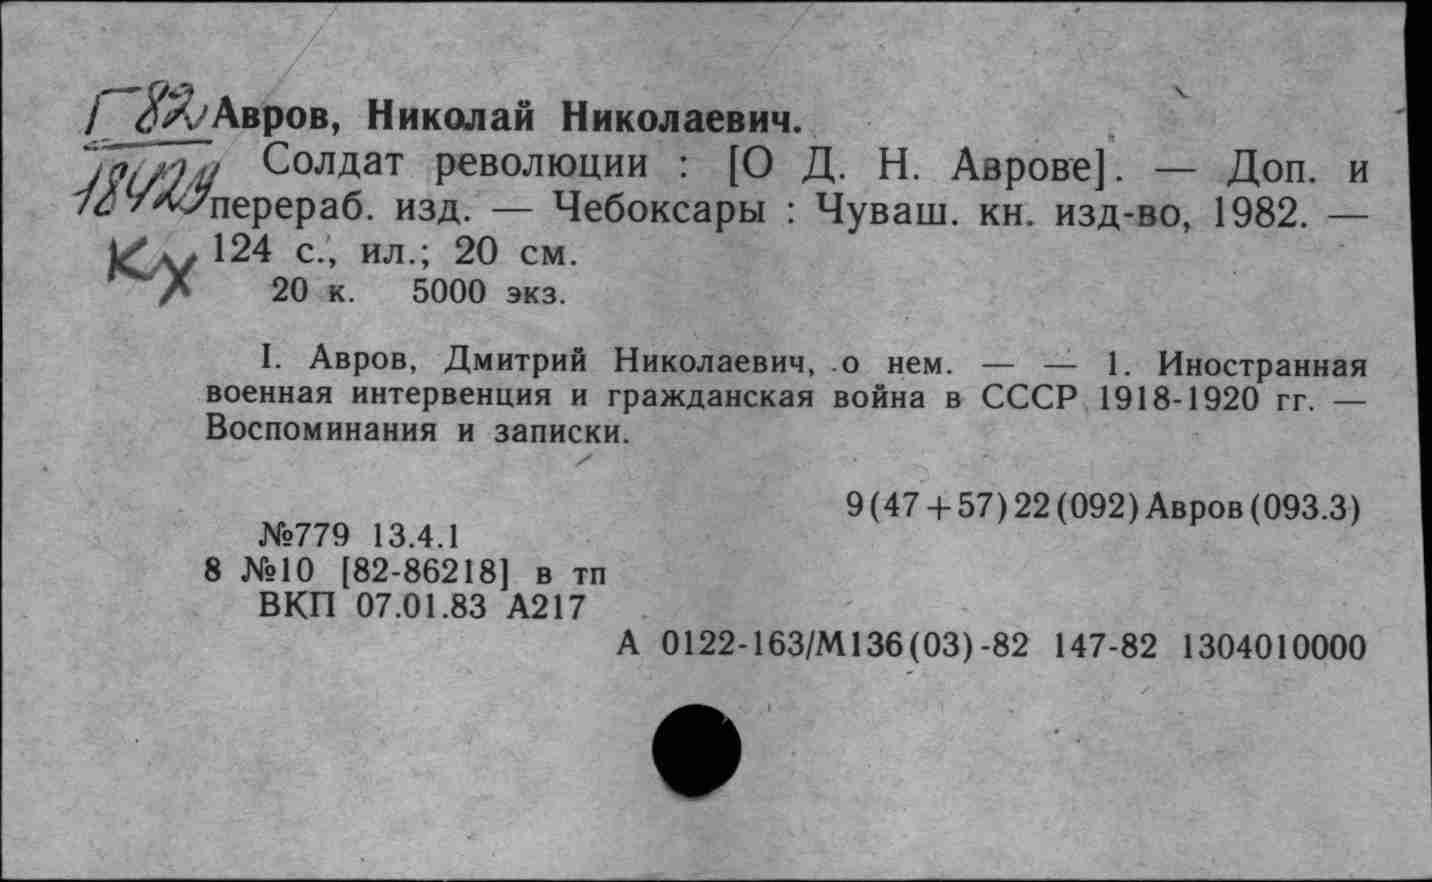 Г82
18429
Кх
Авров, Николай Николаевич.
Солдат революции : [О Д. Н. Аврове]. — Доп. и
перераб. изд. — Чебоксары : Чуваш. кн. изд-во, 1982. —
124 с., ил.; 20 см.
20 к. 5000 экз.
I. Авров, Дмитрий Николаевич, о нем. — — 1. Иностранная
военная интервенция и гражданская война в СССР 1918-1920 гг. —
Воспоминания и записки.
9(47+57)22(092)Авров(093.3)
№779 13.4.1
8 №10 [82-86218] в тп
ВКП 07.01.83 А217
А 0122-163/М136(03)-82 147-82 1304010000